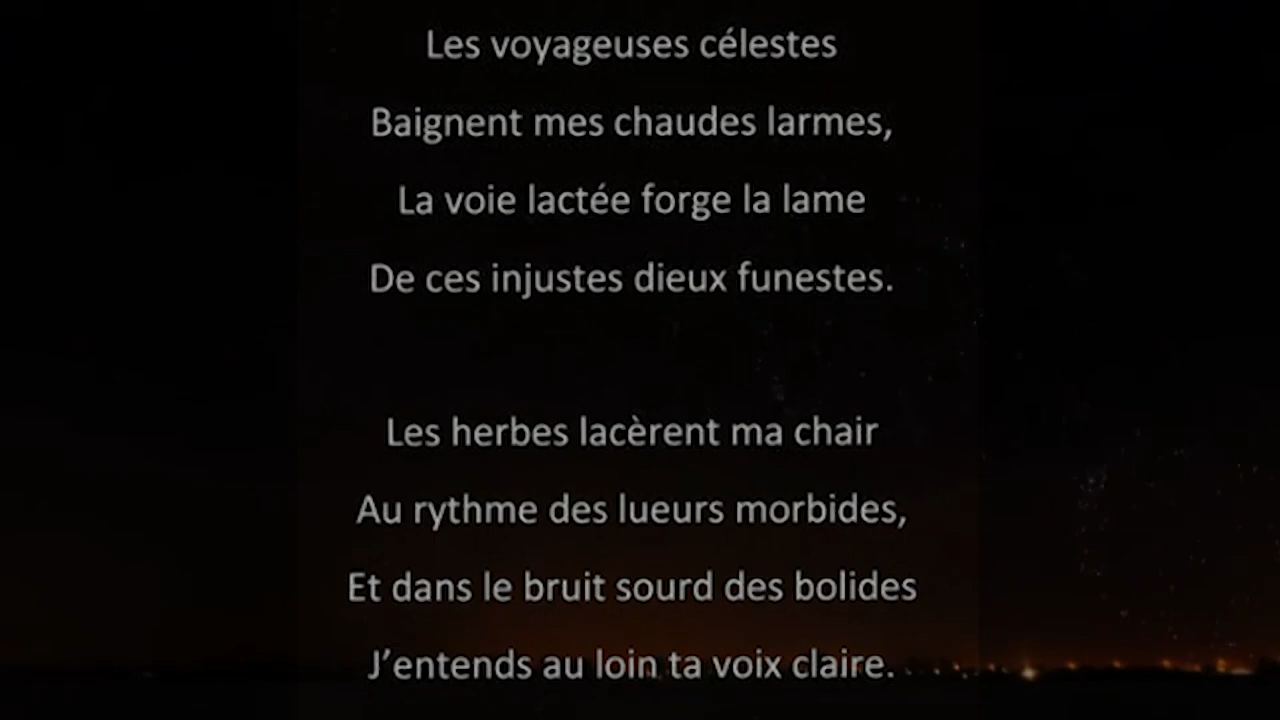 Les voyageuses célestes
Baignent mes chaudes larmes,
La voie lactée forge la lame
De ces injustes dieux funestes.
Les herbes lacèrent ma chair
Au rythme des lueurs morbides,
Et dans le bruit sourd des bolides
J’entends au loin ta voix claire.